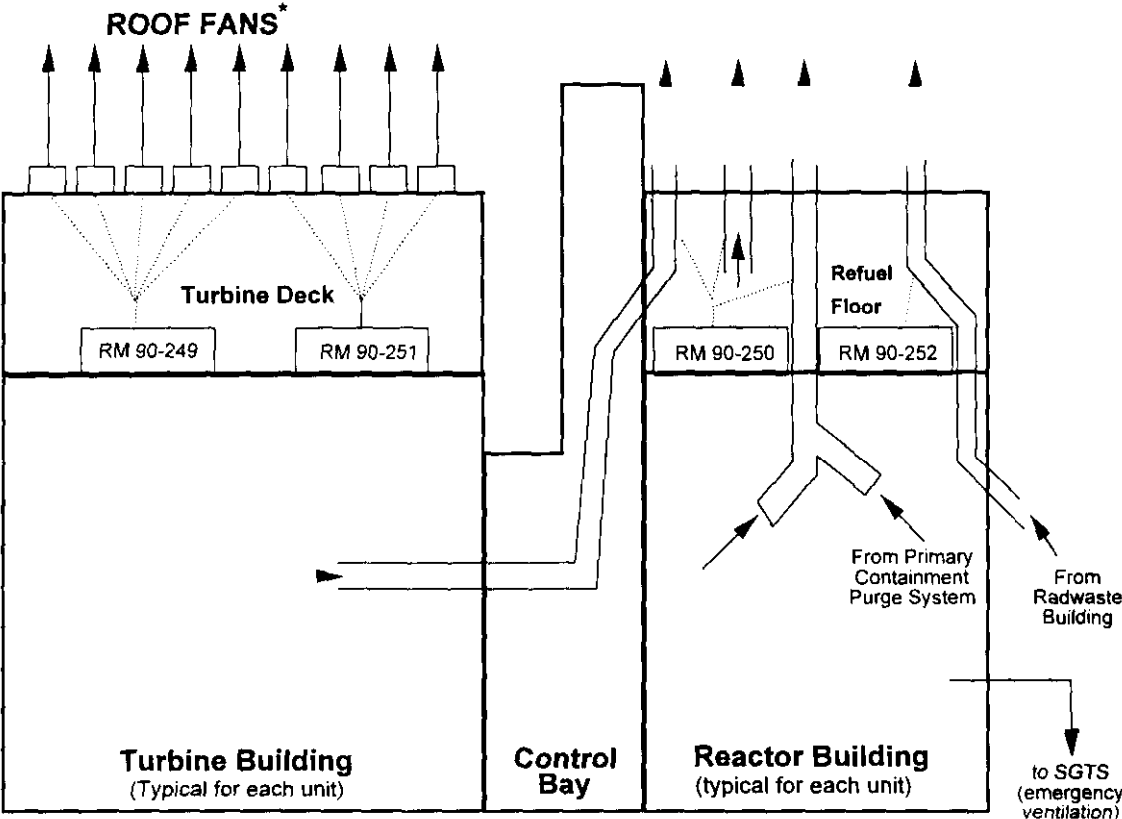 ROOF FANS*
Turbine Deck
RM 90-249
RM 90-251
Refuel
Floor
RM 90-250
RM 90-252
From Primary
Containment
Purge System
From
Radwaste
Building
Turbine Building
(Typical for each unit)
Control
Bay
Reactor Building
(typical for each unit)
to SGTS
(emergency
ventilation)